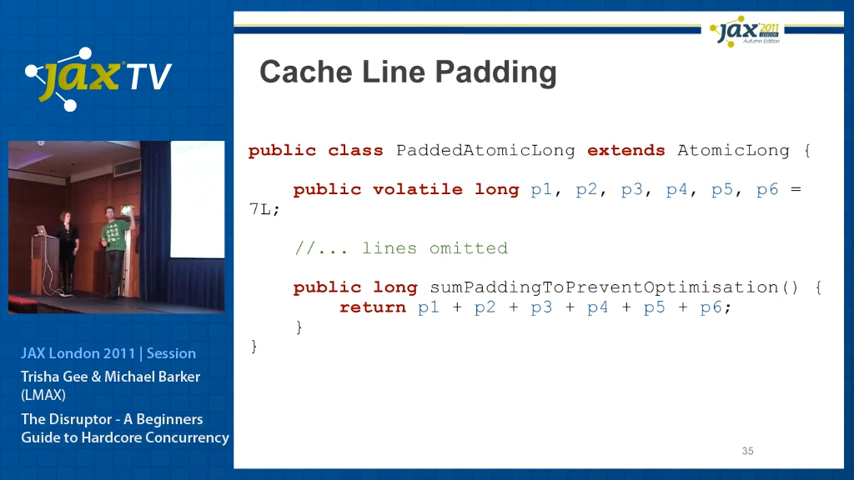 JAX TV
JAX London 2011 | Session
Trisha Gee & Michael Barker
(LMAX)
The Disruptor - A Beginners
Guide to Hardcore Concurrency
jax 2011
LONDON
Autumn Edition
Cache Line Padding
public class PaddedAtomicLong extends AtomicLong {
public volatile long p1, p2, p3, p4, p5, p6 =
7L;
//... lines omitted
public long sumPaddingToPreventOptimisation() {
return p1 + p2 + p3 + p4 + p5 + p6;
}
}
35